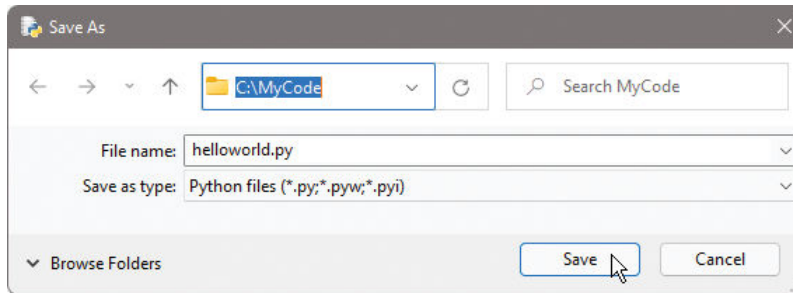 Save As
C:\MyCode
Search MyCode
File name: helloworld.py
Save as type: Python files (*.py;*.pyw;*.pyi)
Browse Folders
Save
Cancel